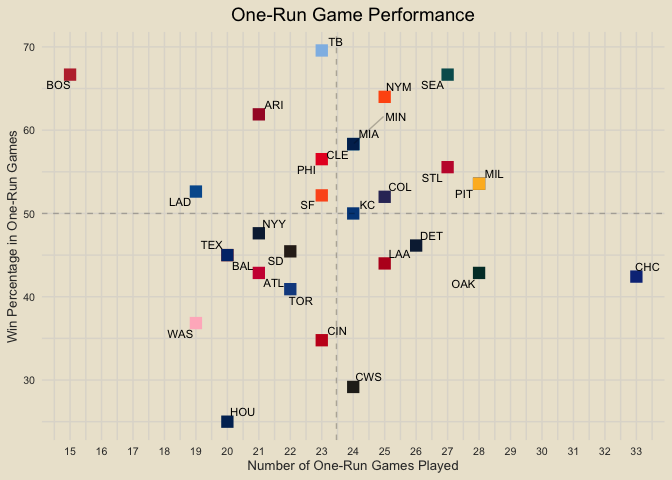 One-Run Game Performance
Win Percentage in One-Run Games
70
60
50
40
30
TB
BOS
SEA
NYM
ARI
MIN
MIA
CLE
PHI
STL
MIL
PIT
LAD
COL
SF
KC
NYY
DET
TEX
SD
LAA
BAL
ATL
OAK
CHC
TOR
WAS
CIN
CWS
HOU
15 16 17 18 19 20 21 22 23 24 25 26 27 28 29 30 31 32 33
Number of One-Run Games Played